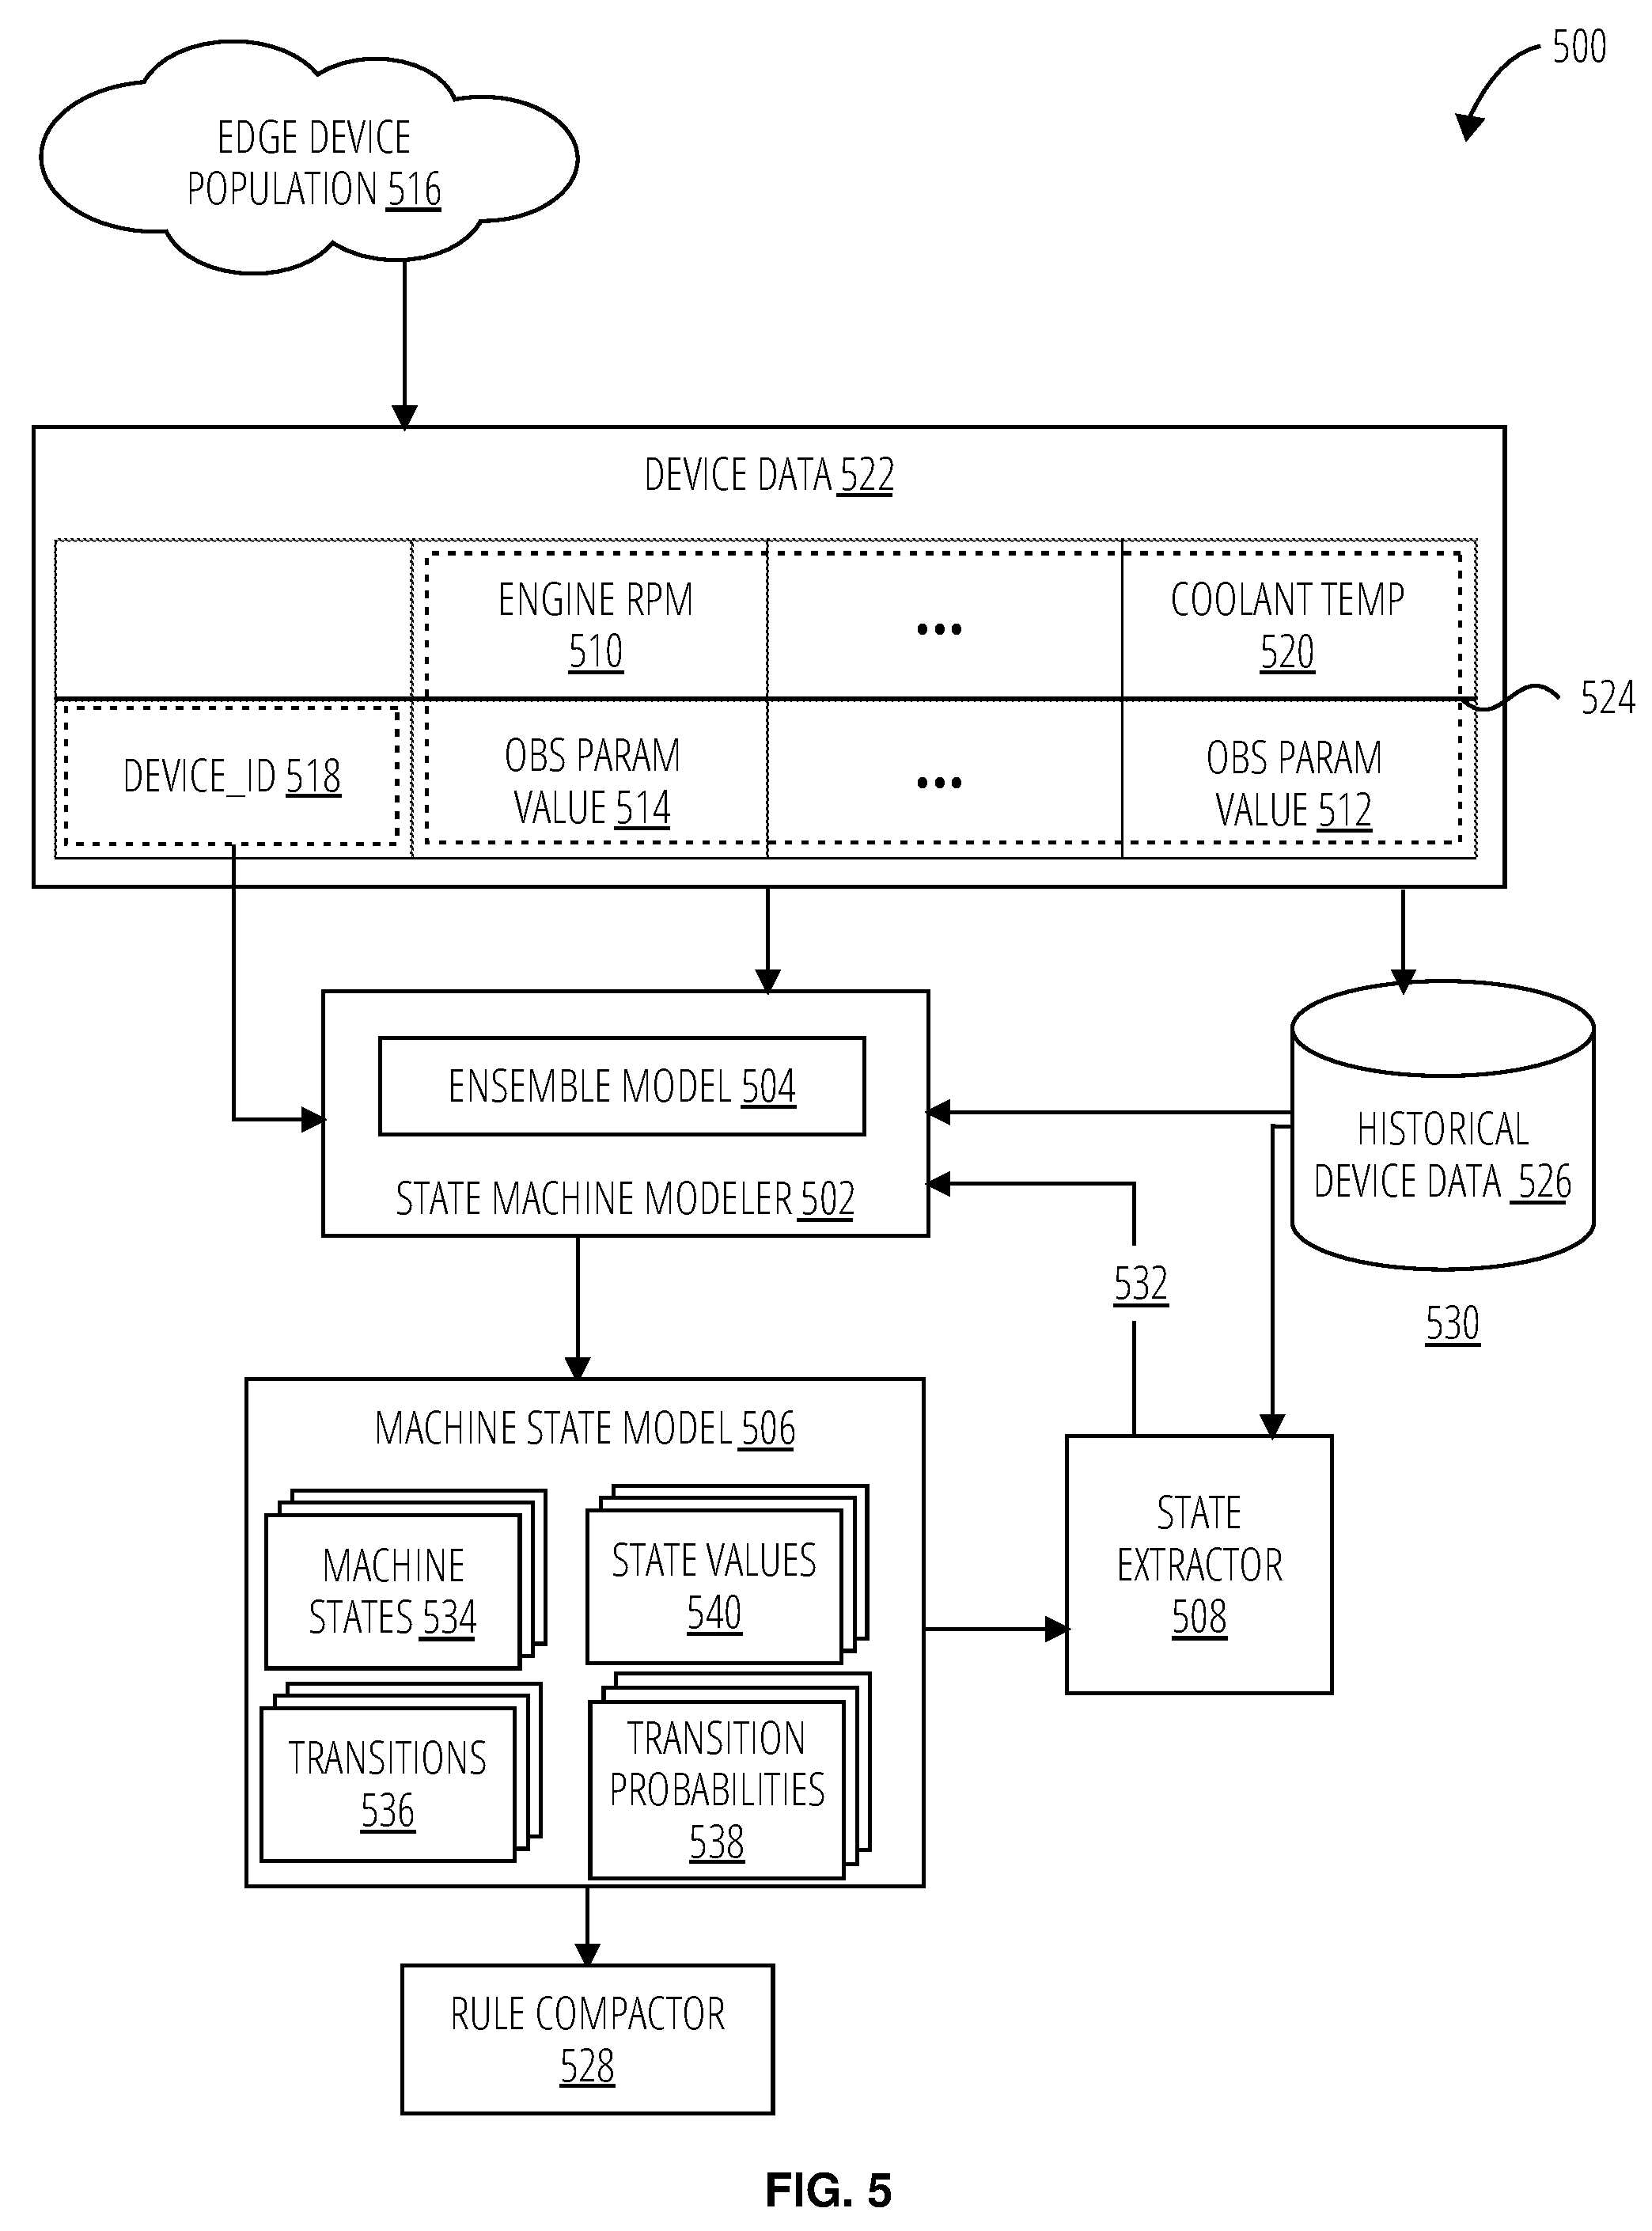 500
EDGE DEVICE
POPULATION 516
DEVICE DATA 522
ENGINE RPM
510
...
COOLANT TEMP
520
524
DEVICE_ID 518
OBS PARAM
VALUE 514
...
OBS PARAM
VALUE 512
ENSEMBLE MODEL 504
STATE MACHINE MODELER 502
HISTORICAL
DEVICE DATA 526
530
532
MACHINE STATE MODEL 506
MACHINE
STATES 534
STATE VALUES
540
TRANSITIONS
536
TRANSITION
PROBABILITIES
538
STATE
EXTRACTOR
508
RULE COMPACTOR
528
FIG. 5